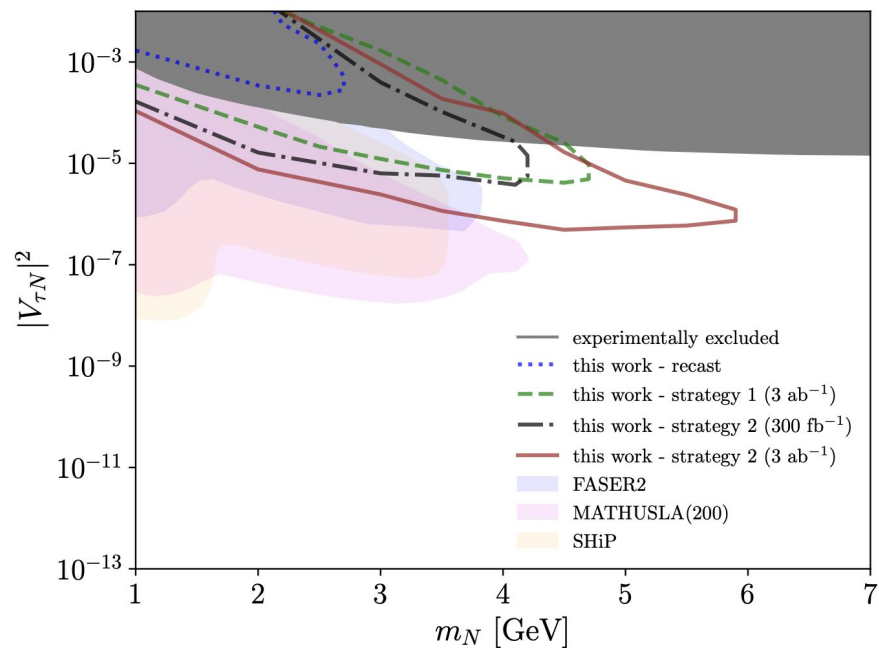 10^{-3}
10^{-5}
10^{-7}
10^{-9}
10^{-11}
10^{-13}
|V_{τN}|^2
experimentally excluded
this work - recast
this work - strategy 1 (3 ab^{-1})
this work - strategy 2 (300 fb^{-1})
this work - strategy 2 (3 ab^{-1})
FASER2
MATHUSLA(200)
SHiP
1 2 3 4 5 6 7
m_N [GeV]